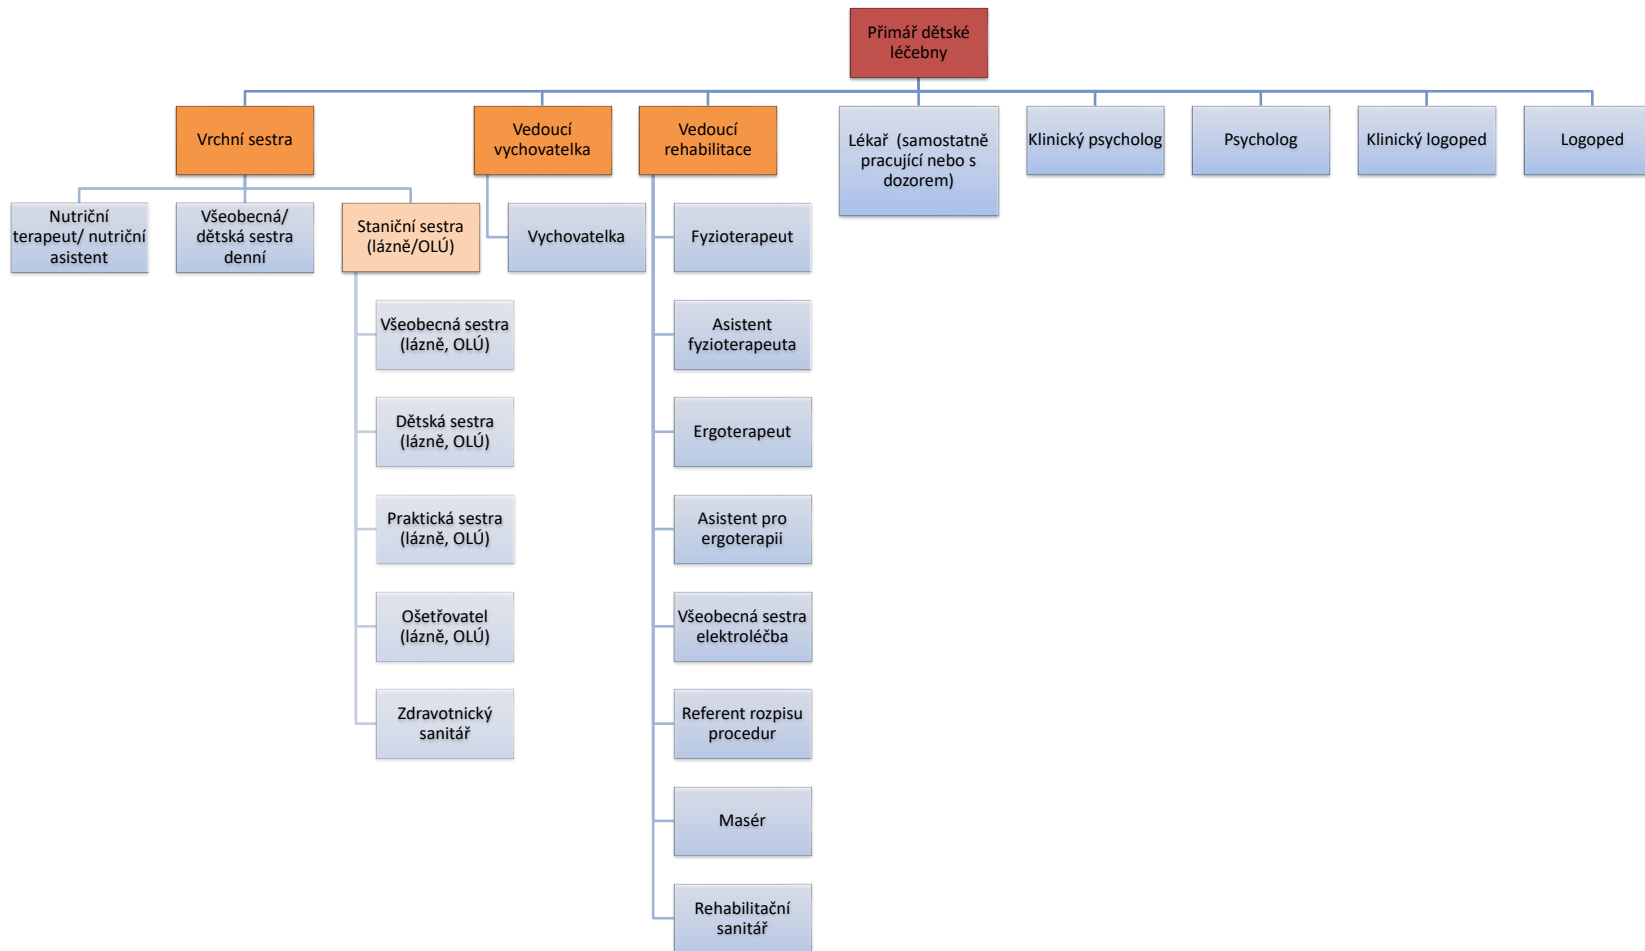 Přimář dětské
léčebny
Vrchní sestra
Vedoucí
vychovatelka
Vedoucí
rehabilitace
Lékař (samostatně
pracující nebo s
dozorem)
Klinický psycholog
Psycholog
Klinický logoped
Logoped
Nutriční
terapeut/ nutriční
asistent
Všeobecná/
dětská sestra
denní
Staniční sestra
(lázně/OLÚ)
Vychovatelka
Fyzioterapeut
Všeobecná sestra
(lázně, OLÚ)
Asistent
fyzioterapeuta
Dětská sestra
(lázně, OLÚ)
Ergoterapeut
Praktická sestra
(lázně, OLÚ)
Asistent pro
ergoterapii
Ošetřovatel
(lázně, OLÚ)
Všeobecná sestra
elektroléčba
Zdravotnický
sanitář
Referent rozpisu
procedur
Masér
Rehabilitační
sanitář